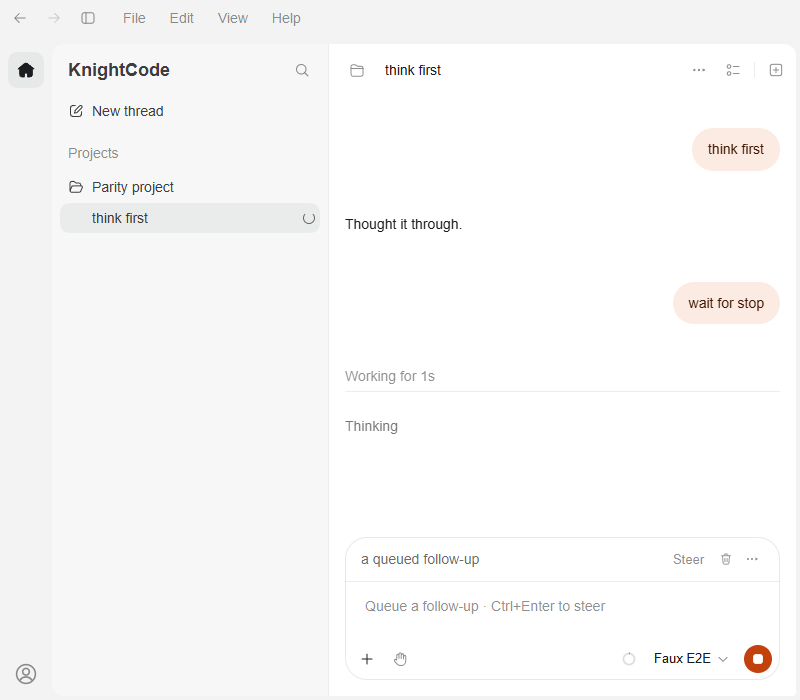 File Edit View Help
KnightCode
New thread
Projects
Parity project
think first
think first
think first
Thought it through.
wait for stop
Working for 1s
Thinking
a queued follow-up Steer
Queue a follow-up · Ctrl+Enter to steer
Faux E2E